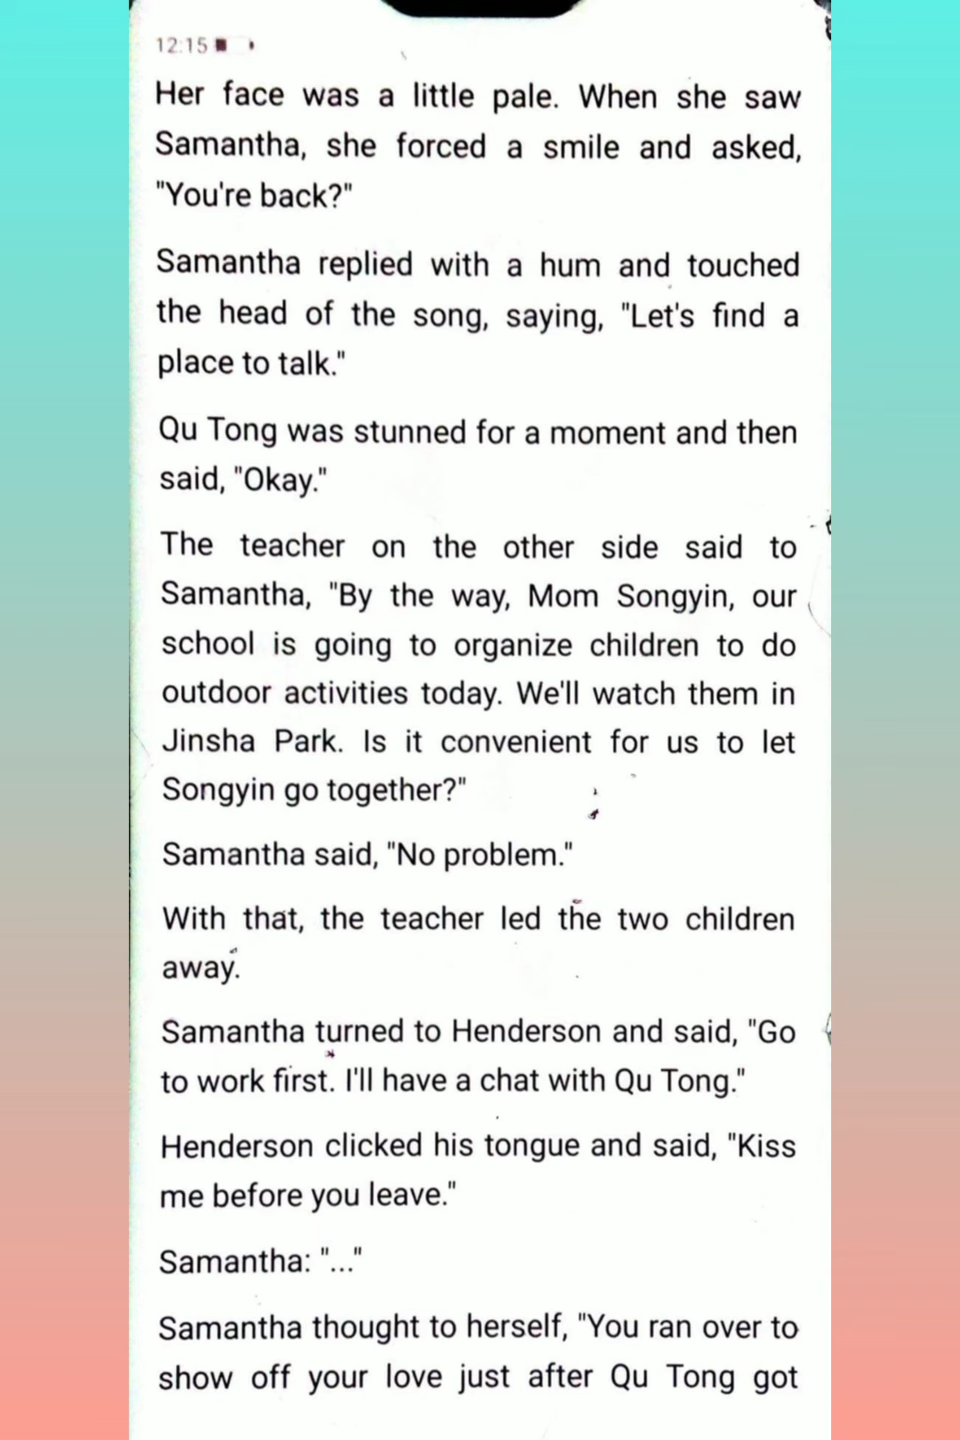 12:15
Her face was a little pale. When she saw
Samantha, she forced a smile and asked,
"You're back?"
Samantha replied with a hum and touched
the head of the song, saying, "Let's find a
place to talk."
Qu Tong was stunned for a moment and then
said, "Okay."
The teacher on the other side said to
Samantha, "By the way, Mom Songyin, our
school is going to organize children to do
outdoor activities today. We'll watch them in
Jinsha Park. Is it convenient for us to let
Songyin go together?"
Samantha said, "No problem."
With that, the teacher led the two children
away.
Samantha turned to Henderson and said, "Go
to work first. I'll have a chat with Qu Tong."
Henderson clicked his tongue and said, "Kiss
me before you leave."
Samantha: "..."
Samantha thought to herself, "You ran over to
show off your love just after Qu Tong got